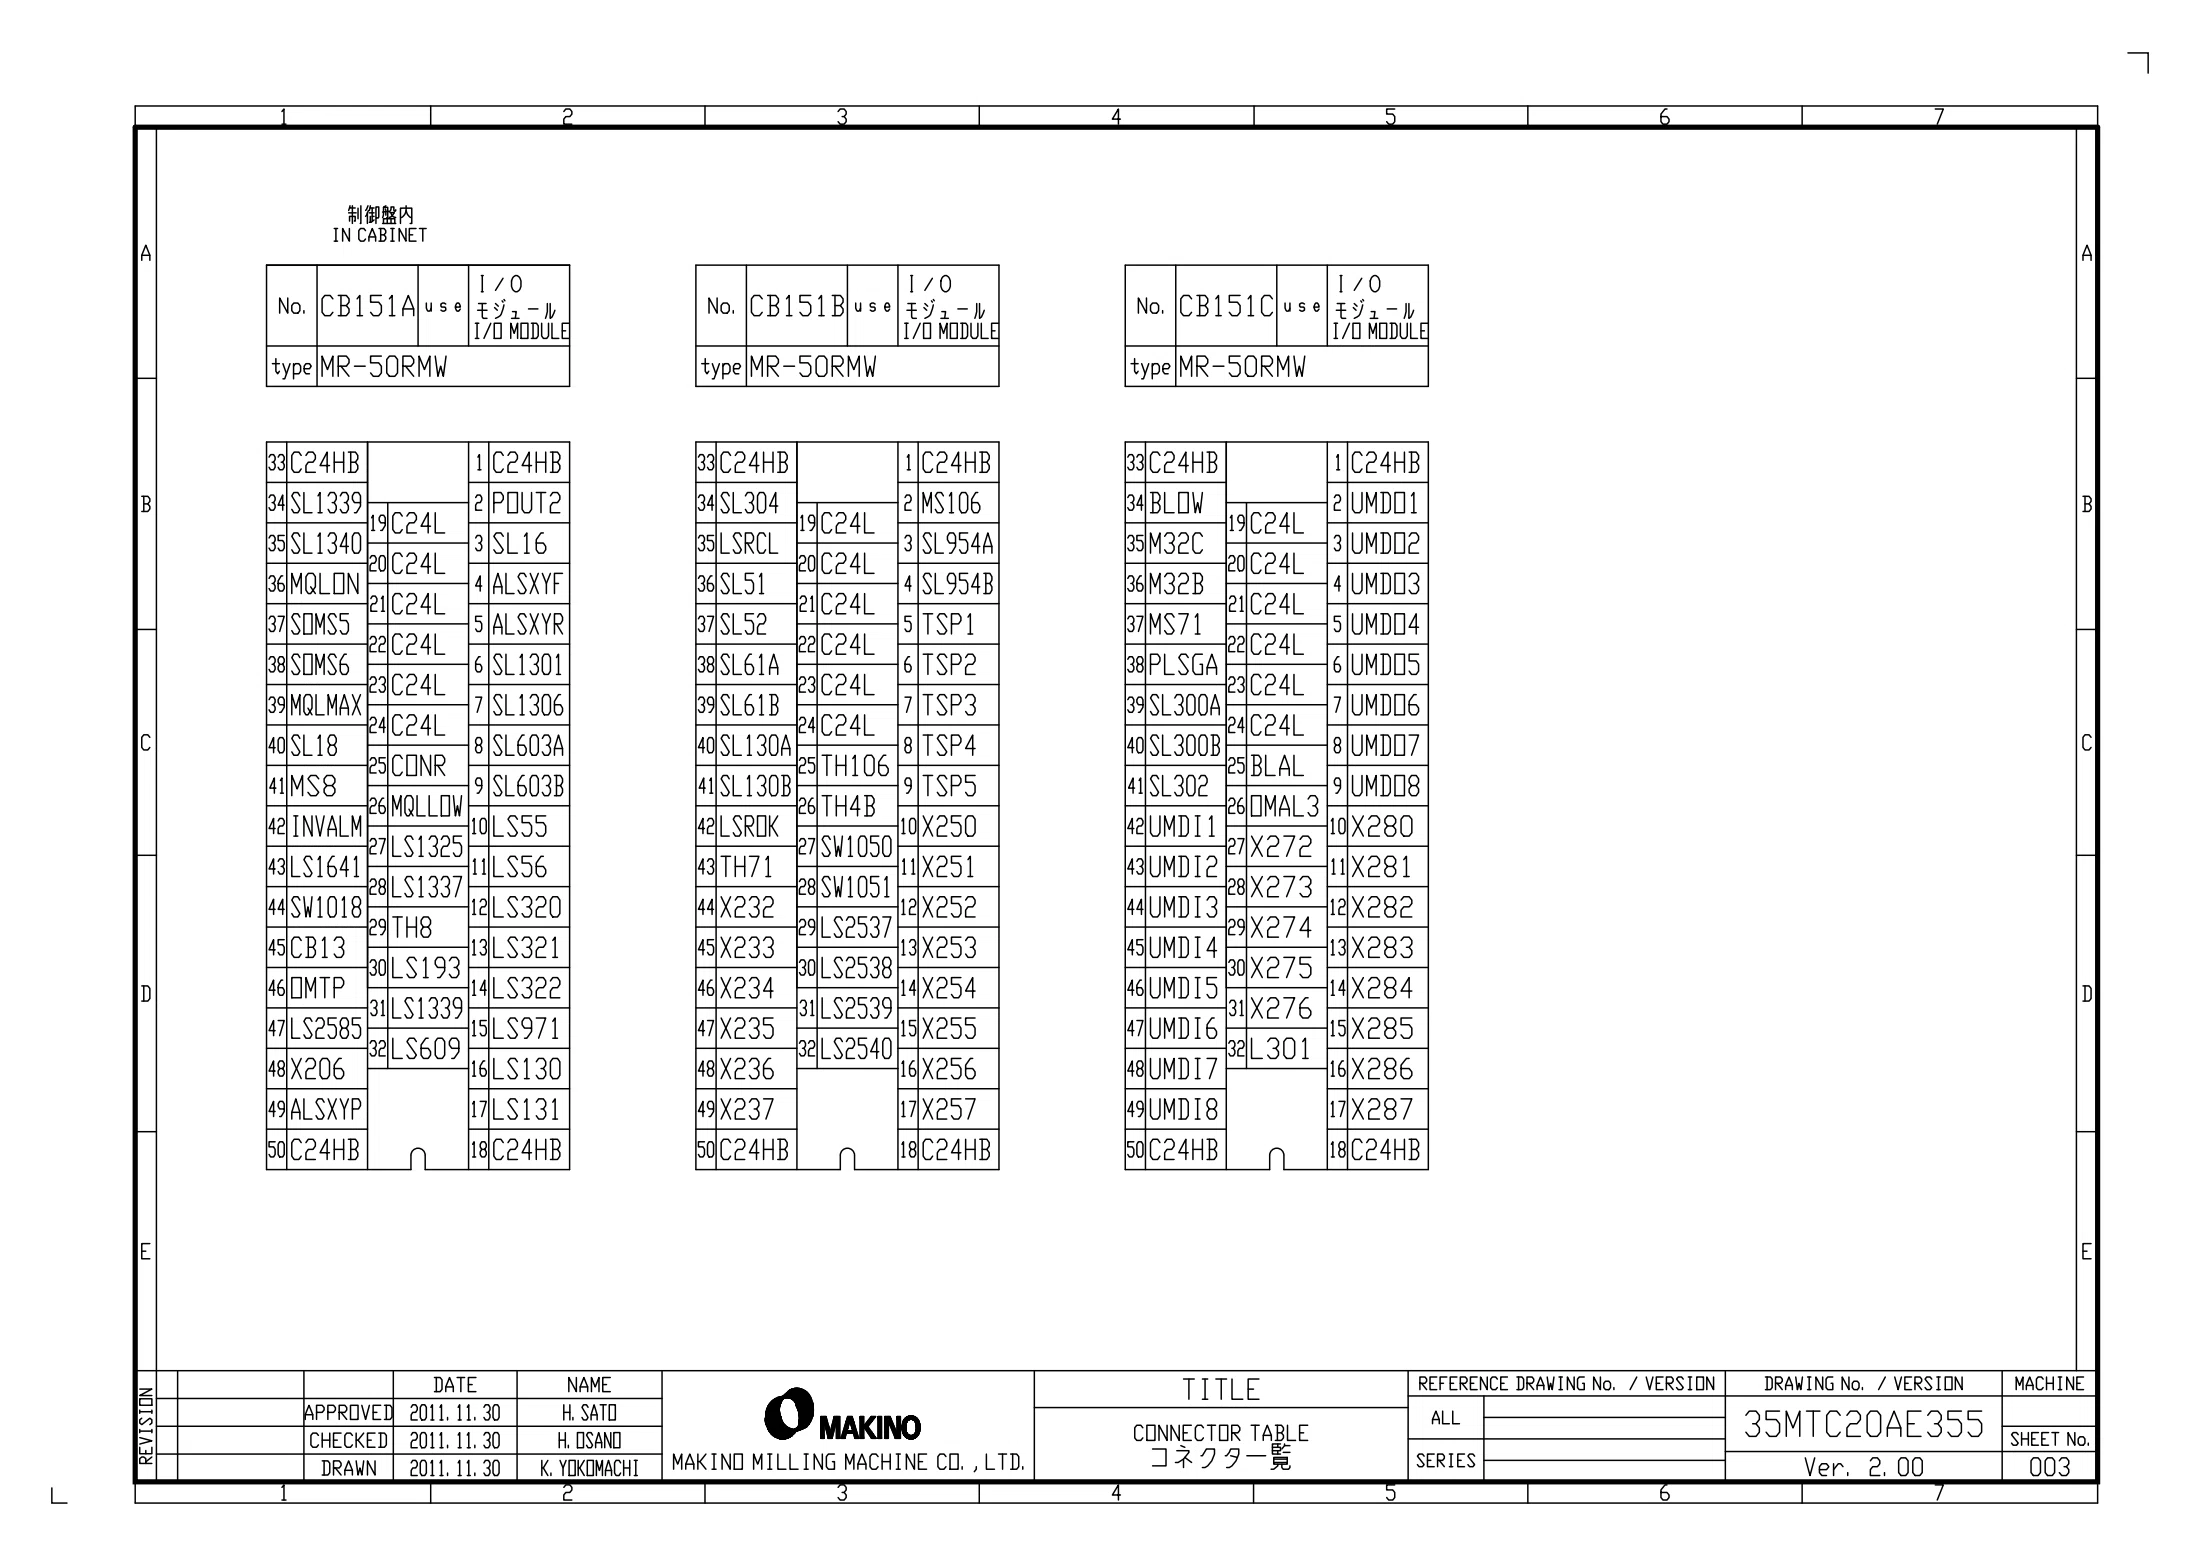 1 2 3 4 5 6 7
制御盤内
IN CABINET
A A
No. CB151A use I/O モジュール I/O MODULE
type MR-50RMW
No. CB151B use I/O モジュール I/O MODULE
type MR-50RMW
No. CB151C use I/O モジュール I/O MODULE
type MR-50RMW
33 C24HB
34 SL1339
35 SL1340
36 MQLON
37 SOMS5
38 SOMS6
39 MQLMAX
40 SL18
41 MS8
42 INVALM
43 LS1641
44 SW1018
45 CB13
46 OMTP
47 LS2585
48 X206
49 ALSXYP
50 C24HB
19 C24L
20 C24L
21 C24L
22 C24L
23 C24L
24 C24L
25 CONR
26 MQLLOW
27 LS1325
28 LS1337
29 TH8
30 LS193
31 LS1339
32 LS609
1 C24HB
2 POUT2
3 SL16
4 ALSXYF
5 ALSXYR
6 SL1301
7 SL1306
8 SL603A
9 SL603B
10 LS55
11 LS56
12 LS320
13 LS321
14 LS322
15 LS971
16 LS130
17 LS131
18 C24HB
33 C24HB
34 SL304
35 LSRCL
36 SL51
37 SL52
38 SL61A
39 SL61B
40 SL130A
41 SL130B
42 LSROK
43 TH71
44 X232
45 X233
46 X234
47 X235
48 X236
49 X237
50 C24HB
19 C24L
20 C24L
21 C24L
22 C24L
23 C24L
24 C24L
25 TH106
26 TH4B
27 SW1050
28 SW1051
29 LS2537
30 LS2538
31 LS2539
32 LS2540
1 C24HB
2 MS106
3 SL954A
4 SL954B
5 TSP1
6 TSP2
7 TSP3
8 TSP4
9 TSP5
10 X250
11 X251
12 X252
13 X253
14 X254
15 X255
16 X256
17 X257
18 C24HB
33 C24HB
34 BLOW
35 M32C
36 M32B
37 MS71
38 PLSGA
39 SL300A
40 SL300B
41 SL302
42 UMDI1
43 UMDI2
44 UMDI3
45 UMDI4
46 UMDI5
47 UMDI6
48 UMDI7
49 UMDI8
50 C24HB
19 C24L
20 C24L
21 C24L
22 C24L
23 C24L
24 C24L
25 BLAL
26 OMAL3
27 X272
28 X273
29 X274
30 X275
31 X276
32 L301
1 C24HB
2 UMDO1
3 UMDO2
4 UMDO3
5 UMDO4
6 UMDO5
7 UMDO6
8 UMDO7
9 UMDO8
10 X280
11 X281
12 X282
13 X283
14 X284
15 X285
16 X286
17 X287
18 C24HB
B B
C C
D D
E E
REVISION
DATE NAME
APPROVED 2011.11.30 H.SATO
CHECKED 2011.11.30 H.OSANO
DRAWN 2011.11.30 K.YOKOMACHI
MAKINO
MAKINO MILLING MACHINE CO.,LTD.
TITLE
CONNECTOR TABLE
コネクタ一覧
REFERENCE DRAWING No. / VERSION
ALL
SERIES
DRAWING No. / VERSION
35MTC20AE355
Ver. 2.00
MACHINE
SHEET No.
003
1 2 3 4 5 6 7